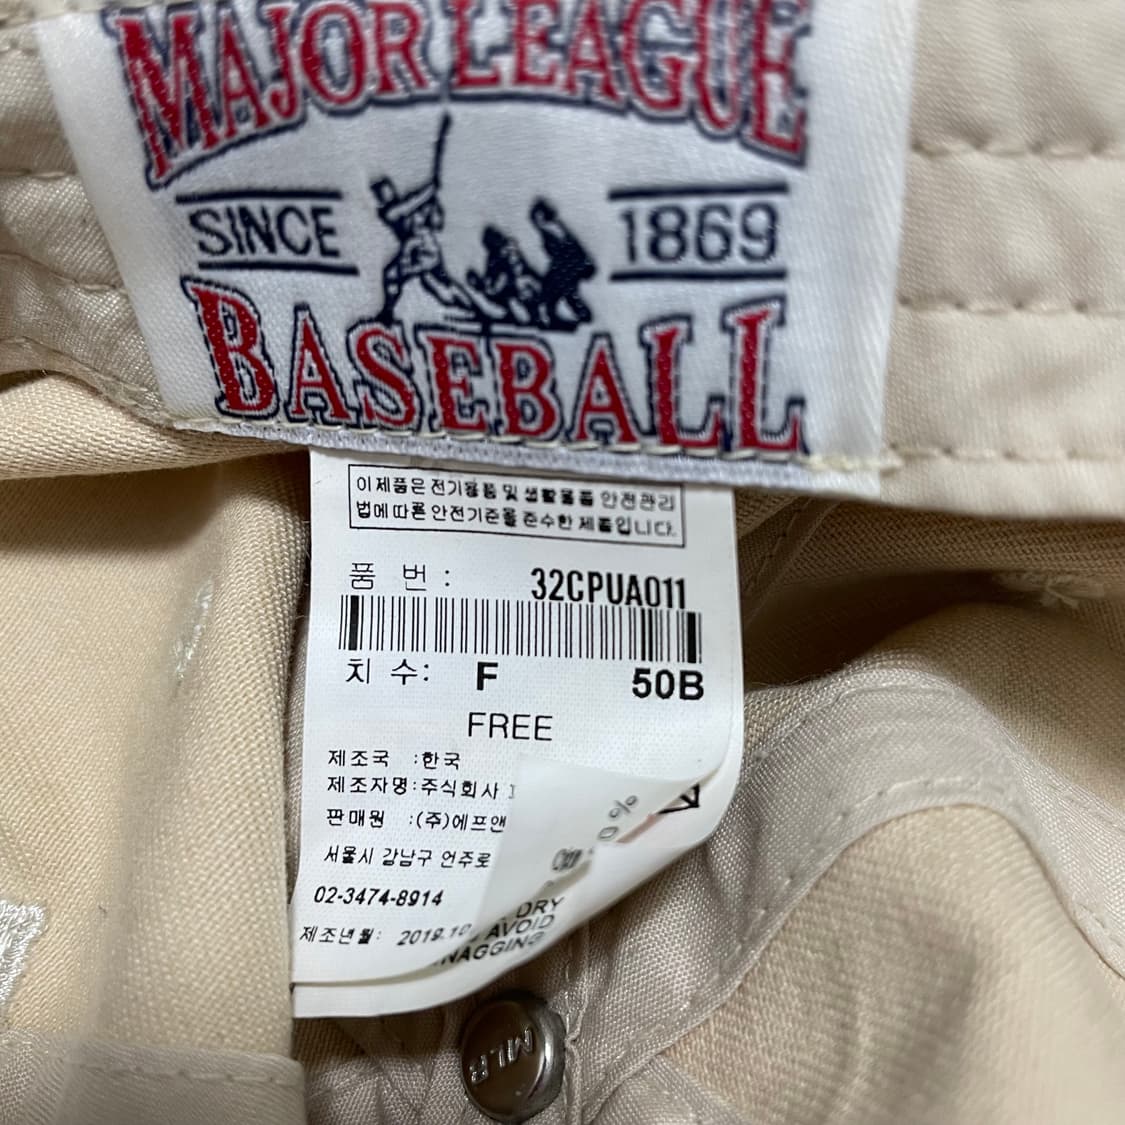 MAJOR LEAGUE
SINCE 1869
BASEBALL
이 제품은 전기용품 및 생활용품 안전관리
법에 따른 안전기준을 준수한 제품입니다.
품 번 : 32CPUA011
치 수: F 50B
FREE
제조국 :한국
제조자명:주식회사
판매원 :(주)에프앤
서울시 강남구 언주로
02-3474-8914
제조년월: 2019.10
0%
DRY
AVOID
NAGGING
MLB